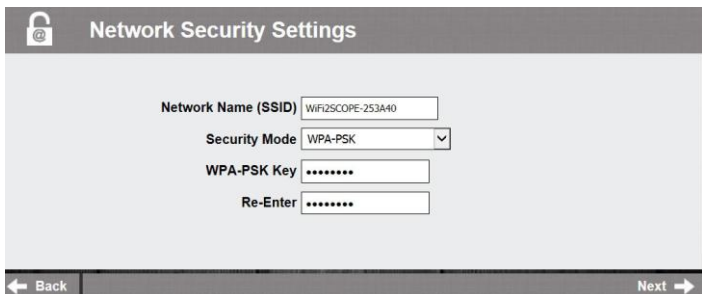 @ Network Security Settings
Network Name (SSID) WiFi2SCOPE-253A40
Security Mode WPA-PSK
WPA-PSK Key ••••••••
Re-Enter ••••••••
Back Next